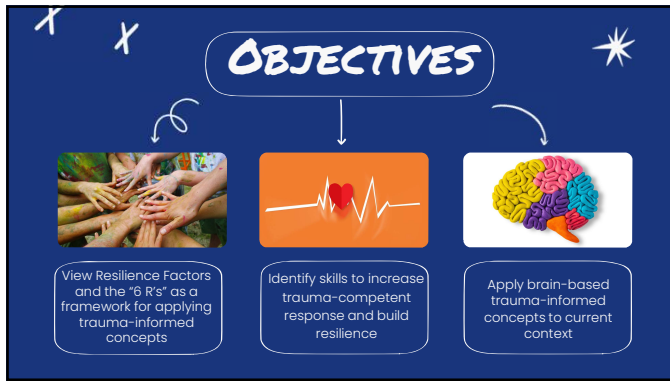 OBJECTIVES
View Resilience Factors
and the "6 R's" as a
framework for applying
trauma-informed
concepts
Identify skills to increase
trauma-competent
response and build
resilience
Apply brain-based
trauma-informed
concepts to current
context